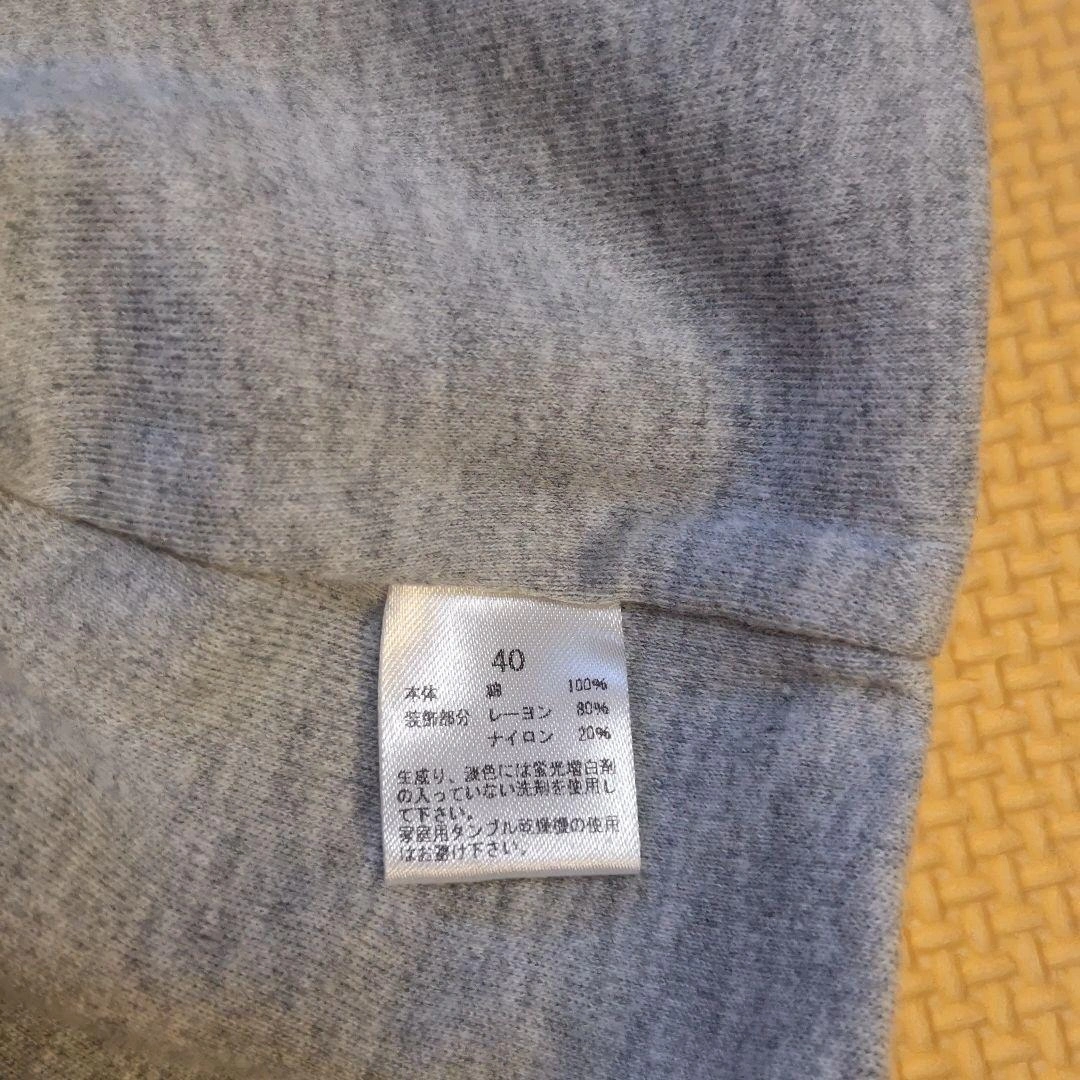 40
本体 綿 100%
装飾部分 レーヨン 80%
ナイロン 20%
生成り、淡色には蛍光増白剤
の入っていない洗剤を使用し
て下さい。
家庭用タンブル乾燥機の使用
はお避け下さい。